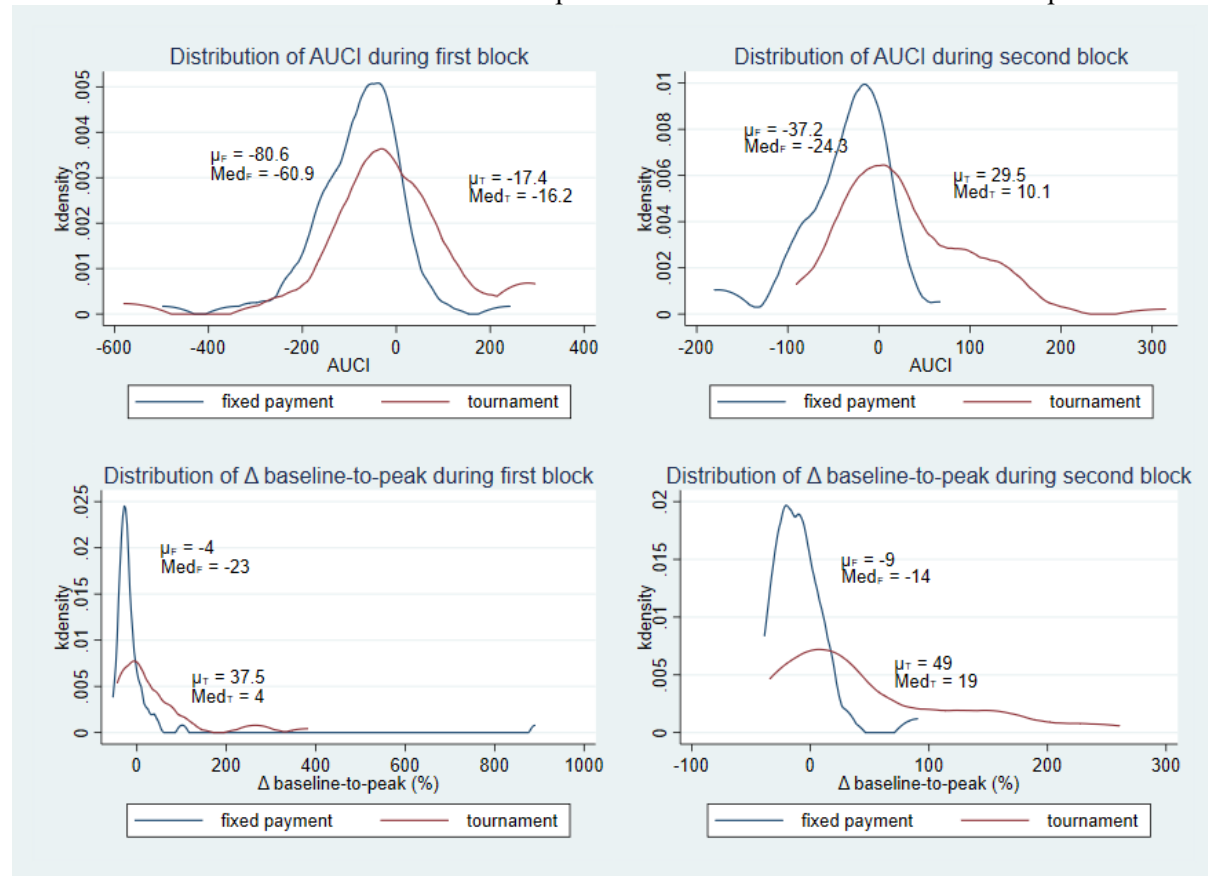 Distribution of AUCI during first block
kdensity
0 .001 .002 .003 .004 .005
μF = -80.6
MedF = -60.9
μT = -17.4
MedT = -16.2
-600 -400 -200 0 200 400
AUCI
fixed payment tournament
Distribution of AUCI during second block
kdensity
0 .002 .004 .006 .008 .01
μF = -37.2
MedF = -24.3
μT = 29.5
MedT = 10.1
-200 -100 0 100 200 300
AUCI
fixed payment tournament
Distribution of Δ baseline-to-peak during first block
kdensity
0 .005 .01 .015 .02 .025
μF = -4
MedF = -23
μT = 37.5
MedT = 4
0 200 400 600 800 1000
Δ baseline-to-peak (%)
fixed payment tournament
Distribution of Δ baseline-to-peak during second block
kdensity
0 .005 .01 .015 .02
μF = -9
MedF = -14
μT = 49
MedT = 19
-100 0 100 200 300
Δ baseline-to-peak (%)
fixed payment tournament